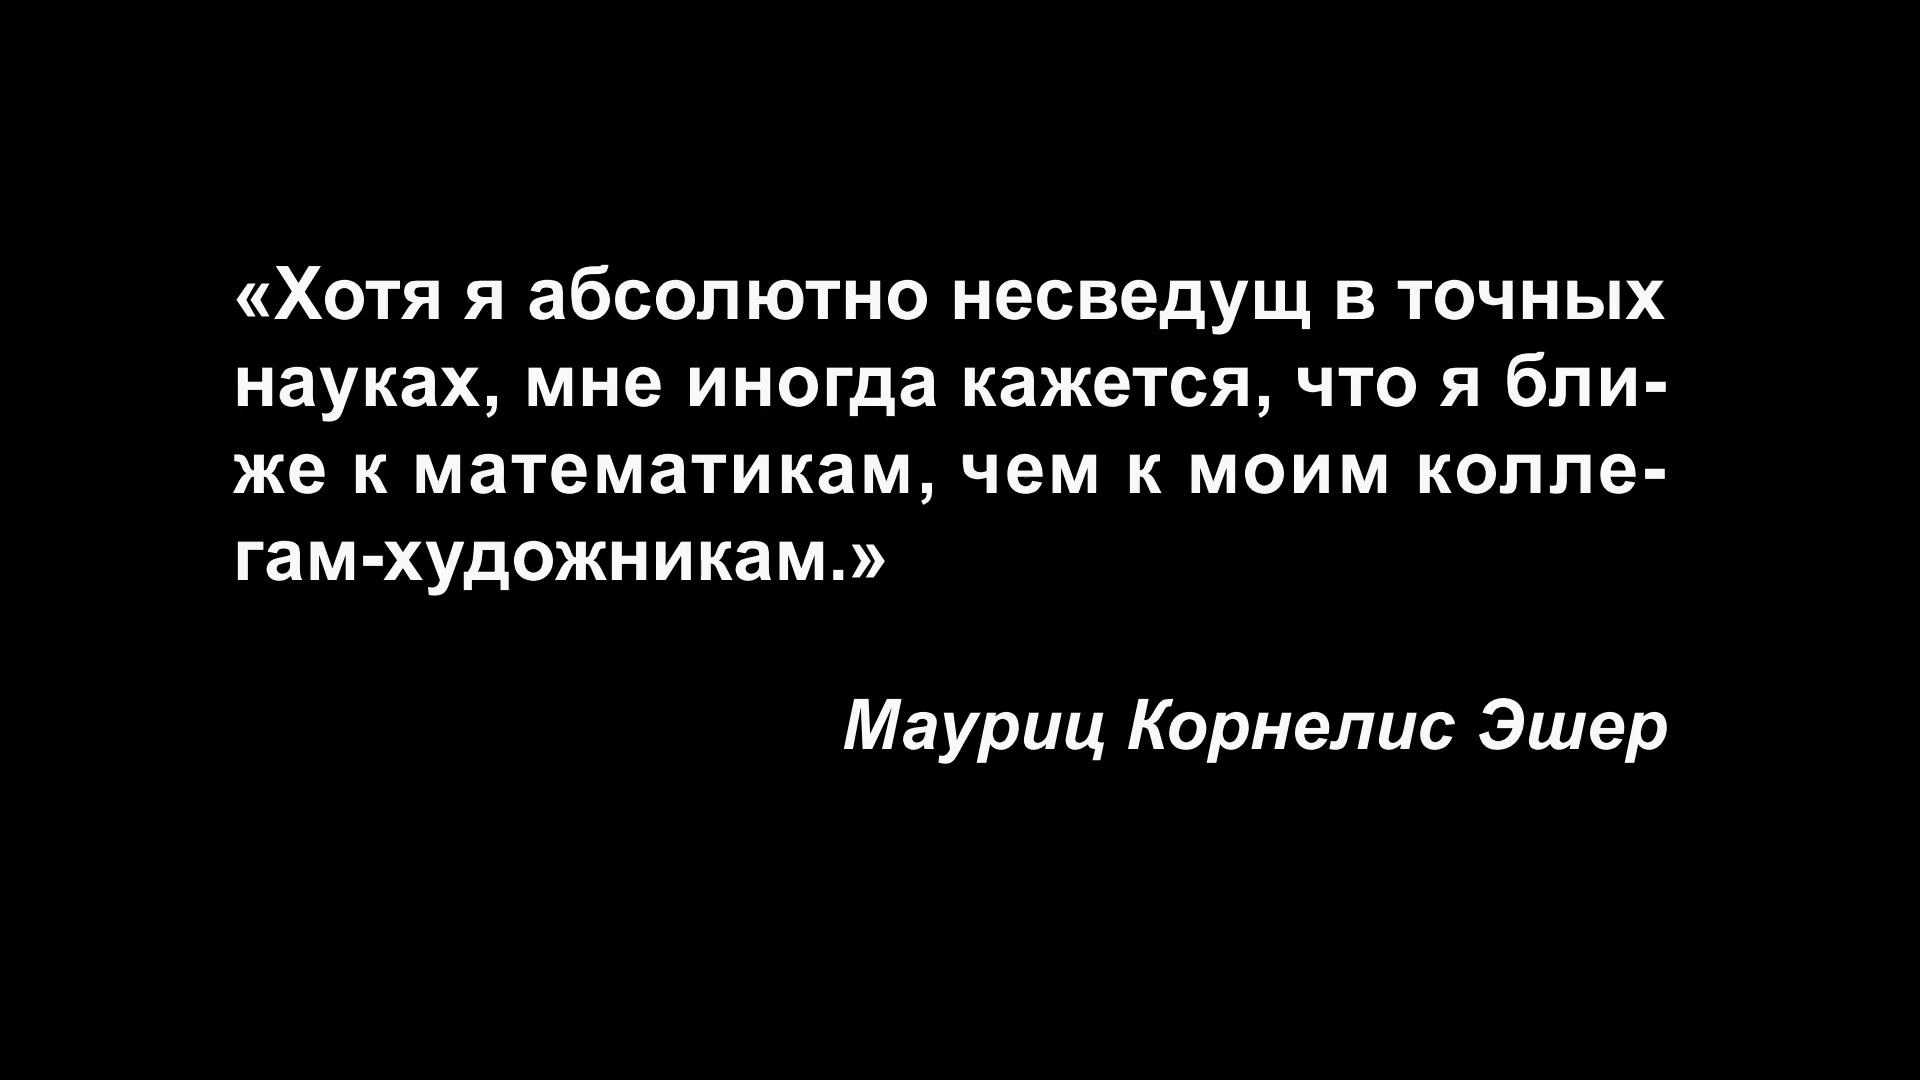 «Хотя я абсолютно несведущ в точных
науках, мне иногда кажется, что я бли-
же к математикам, чем к моим колле-
гам-художникам.»
Мауриц Корнелис Эшер